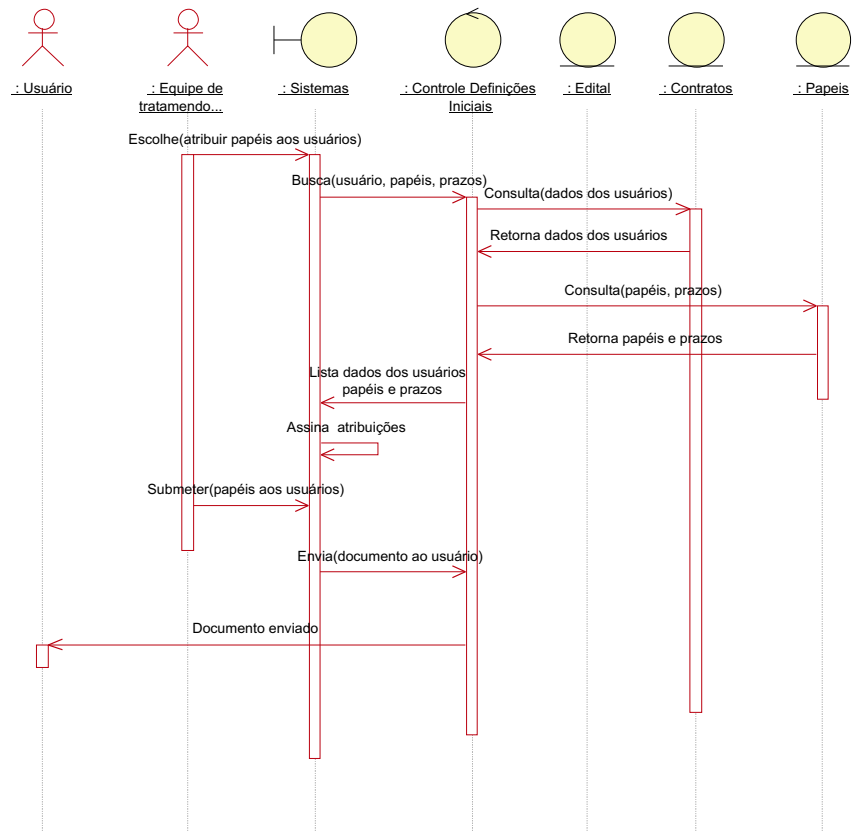 : Usuário
: Equipe de
tratamendo...
: Sistemas
: Controle Definições
Iniciais
: Edital
: Contratos
: Papeis
Escolhe(atribuir papéis aos usuários)
Busca(usuário, papéis, prazos)
Consulta(dados dos usuários)
Retorna dados dos usuários
Consulta(papéis, prazos)
Retorna papéis e prazos
Lista dados dos usuários
papéis e prazos
Assina atribuições
Submeter(papéis aos usuários)
Envia(documento ao usuário)
Documento enviado